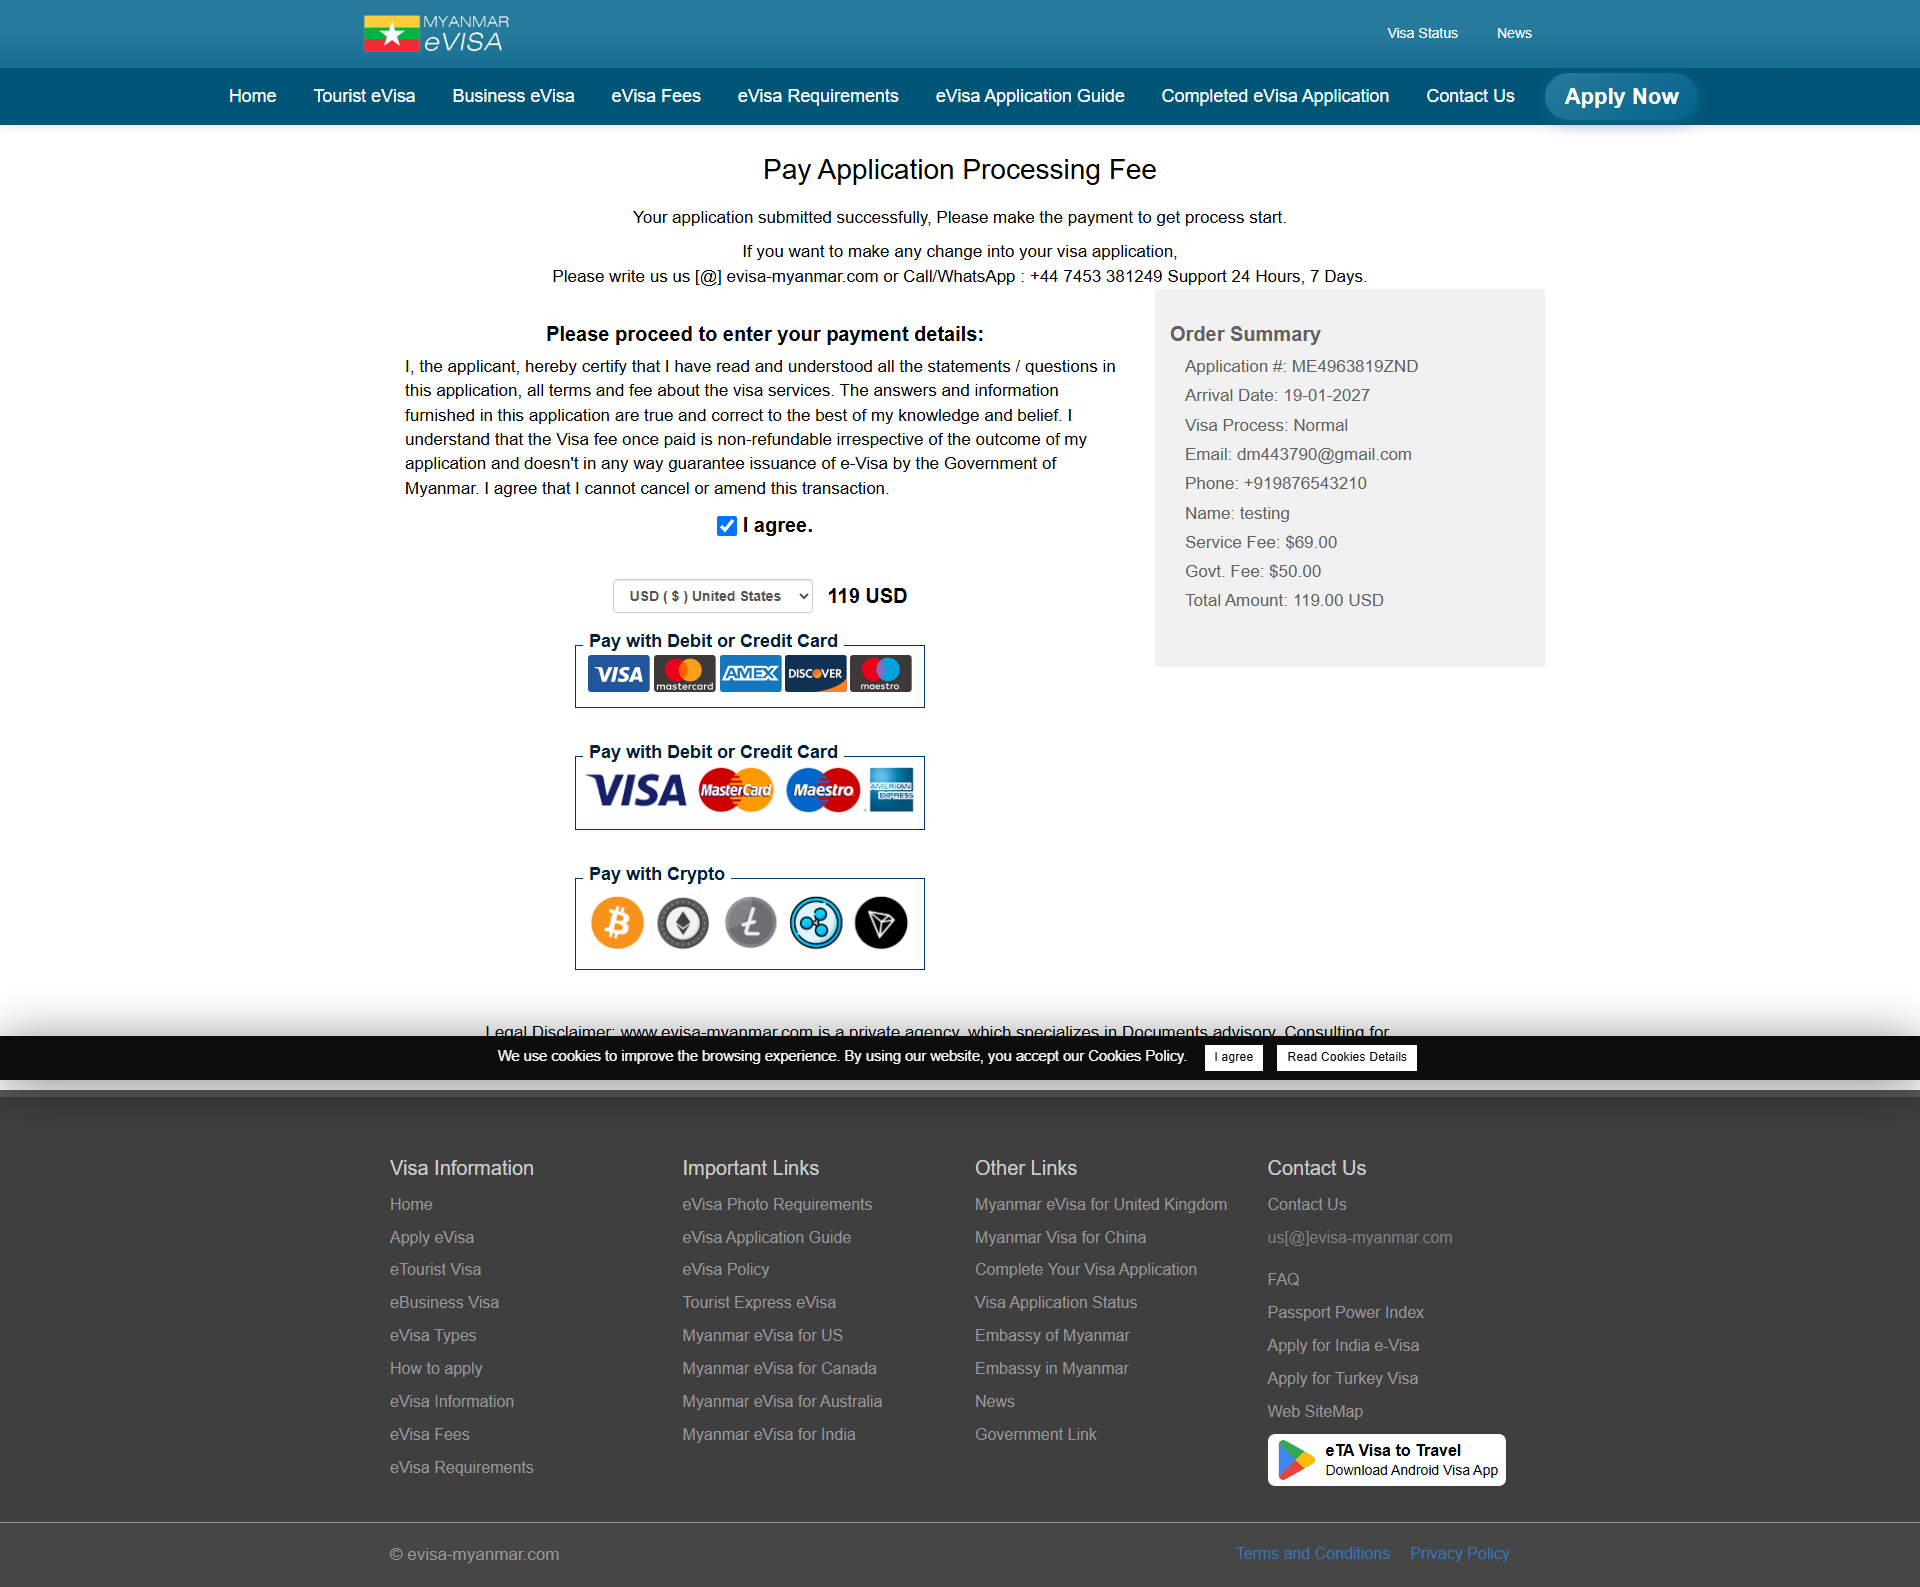 MYANMAR
eVISA
Visa Status
News
Home
Tourist eVisa
Business eVisa
eVisa Fees
eVisa Requirements
eVisa Application Guide
Completed eVisa Application
Contact Us
Apply Now
Pay Application Processing Fee
Your application submitted successfully, Please make the payment to get process start.
If you want to make any change into your visa application,
Please write us us [@] evisa-myanmar.com or Call/WhatsApp : +44 7453 381249 Support 24 Hours, 7 Days.
Please proceed to enter your payment details:
I, the applicant, hereby certify that I have read and understood all the statements / questions in
this application, all terms and fee about the visa services. The answers and information
furnished in this application are true and correct to the best of my knowledge and belief. I
understand that the Visa fee once paid is non-refundable irrespective of the outcome of my
application and doesn't in any way guarantee issuance of e-Visa by the Government of
Myanmar. I agree that I cannot cancel or amend this transaction.
I agree.
USD ( $ ) United States
119 USD
Pay with Debit or Credit Card
VISA
mastercard
AMEX
DISCOVER
maestro
Pay with Debit or Credit Card
VISA
MasterCard
Maestro
AMERICAN
EXPRESS
Pay with Crypto
Order Summary
Application #: ME4963819ZND
Arrival Date: 19-01-2027
Visa Process: Normal
Email: dm443790@gmail.com
Phone: +919876543210
Name: testing
Service Fee: $69.00
Govt. Fee: $50.00
Total Amount: 119.00 USD
Legal Disclaimer: www.evisa-myanmar.com is a private agency, which specializes in Documents advisory, Consulting for
We use cookies to improve the browsing experience. By using our website, you accept our Cookies Policy.
I agree
Read Cookies Details
Visa Information
Home
Apply eVisa
eTourist Visa
eBusiness Visa
eVisa Types
How to apply
eVisa Information
eVisa Fees
eVisa Requirements
Important Links
eVisa Photo Requirements
eVisa Application Guide
eVisa Policy
Tourist Express eVisa
Myanmar eVisa for US
Myanmar eVisa for Canada
Myanmar eVisa for Australia
Myanmar eVisa for India
Other Links
Myanmar eVisa for United Kingdom
Myanmar Visa for China
Complete Your Visa Application
Visa Application Status
Embassy of Myanmar
Embassy in Myanmar
News
Government Link
Contact Us
Contact Us
us[@]evisa-myanmar.com
FAQ
Passport Power Index
Apply for India e-Visa
Apply for Turkey Visa
Web SiteMap
eTA Visa to Travel
Download Android Visa App
© evisa-myanmar.com
Terms and Conditions
Privacy Policy